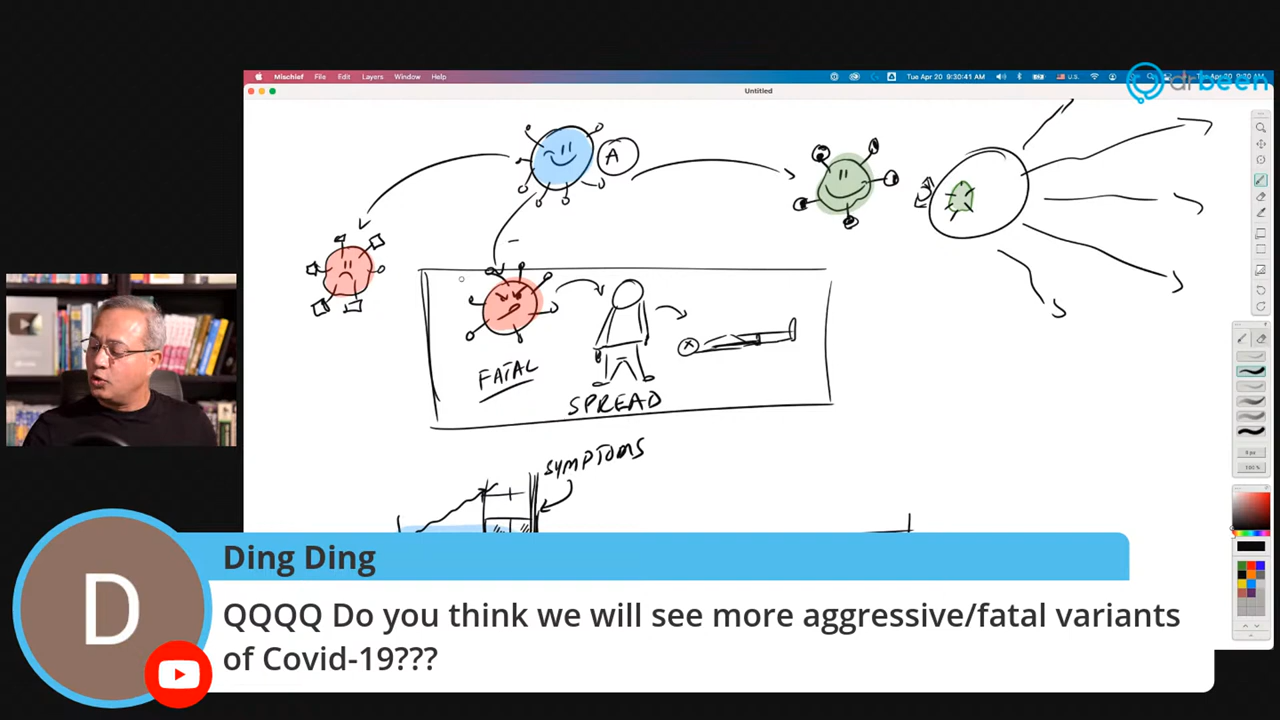 Mischief File Edit Layers Window Help
U.S. Tue Apr 20 9:30:41 AM
Untitled
drbeen
A
FATAL
SPREAD
SYMPTOMS
100%
D
Ding Ding
QQQQ Do you think we will see more aggressive/fatal variants
of Covid-19???